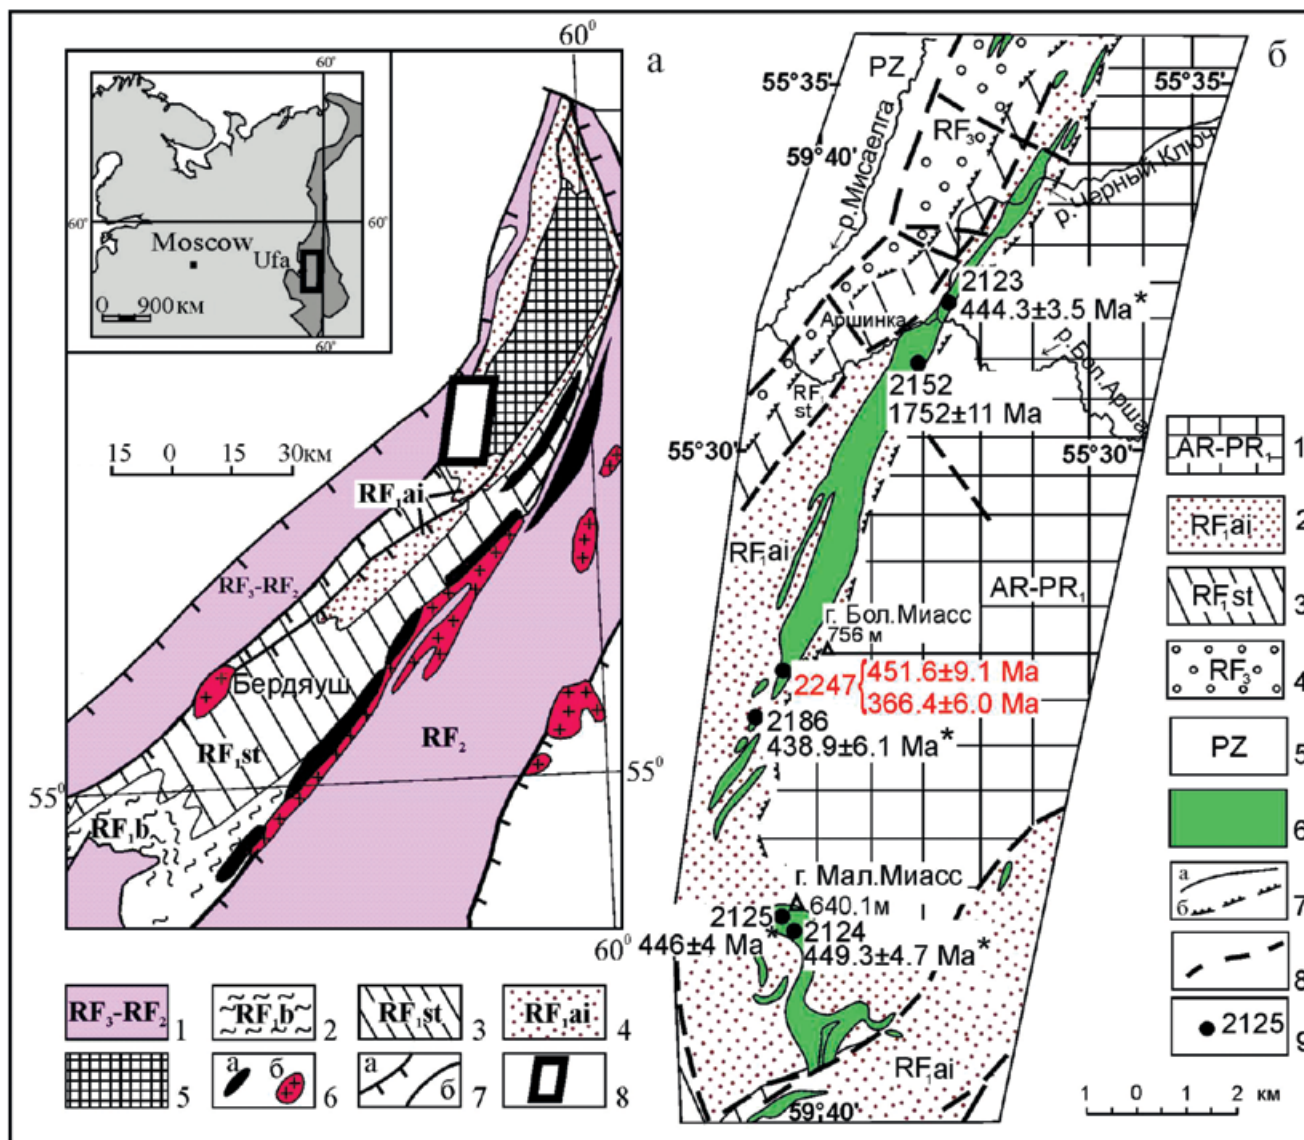 а
60⁰
60°
60°
60°
Moscow
Ufa
0 900 км
60°
15 0 15 30км
RF₁ai
RF₃-RF₂
Бердяуш
RF₁st
RF₂
55⁰
55⁰
RF₁b
60⁰
RF₃-RF₂ 1
RF₁b 2
RF₁st 3
RF₁ai 4
5
а б 6
а б 7
8
б
PZ
55°35'
55°35'
RF₃
59°40'
р.Мисаелга
р.Черный Ключ
2123
444.3±3.5 Ma*
Аршинка
р.Бол.Арша
2152
1752±11 Ma
RF₁
st
55°30'
55°30'
RF₁ai
AR-PR₁
г. Бол.Миасс
756 м
2247 {451.6±9.1 Ma
366.4±6.0 Ma
2186
438.9±6.1 Ma*
г. Мал.Миасс
640.1м
2125
446±4 Ma*
2124
449.3±4.7 Ma*
RF₁ai
59°40'
AR-PR₁ 1
RF₁ai 2
RF₁st 3
RF₃ 4
PZ 5
6
а
б 7
8
2125 9
1 0 1 2 км